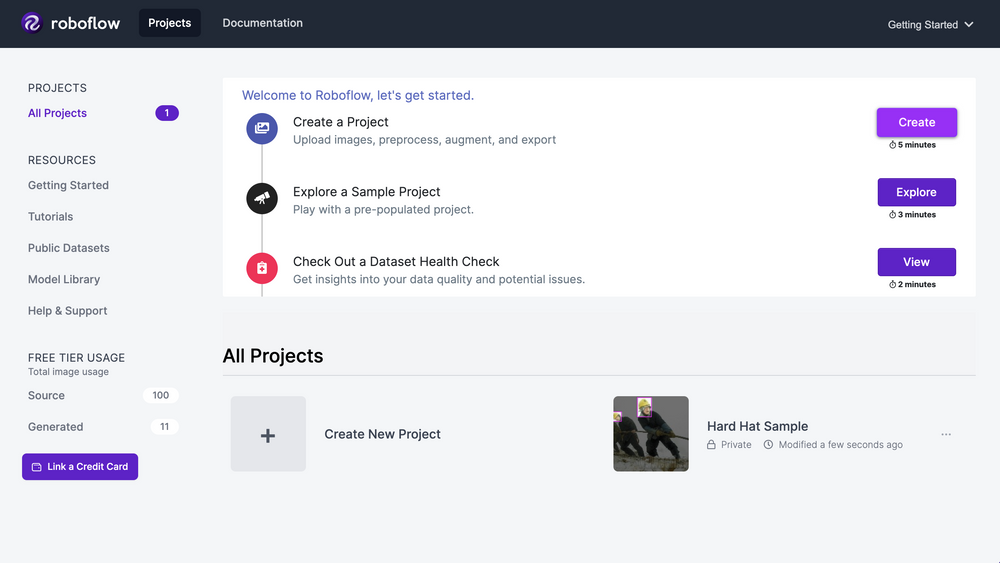 roboflow
Projects
Documentation
Getting Started
PROJECTS
All Projects
1
RESOURCES
Getting Started
Tutorials
Public Datasets
Model Library
Help & Support
FREE TIER USAGE
Total image usage
Source
100
Generated
11
Link a Credit Card
Welcome to Roboflow, let's get started.
Create a Project
Upload images, preprocess, augment, and export
Create
5 minutes
Explore a Sample Project
Play with a pre-populated project.
Explore
3 minutes
Check Out a Dataset Health Check
Get insights into your data quality and potential issues.
View
2 minutes
All Projects
Create New Project
Hard Hat Sample
Private
Modified a few seconds ago